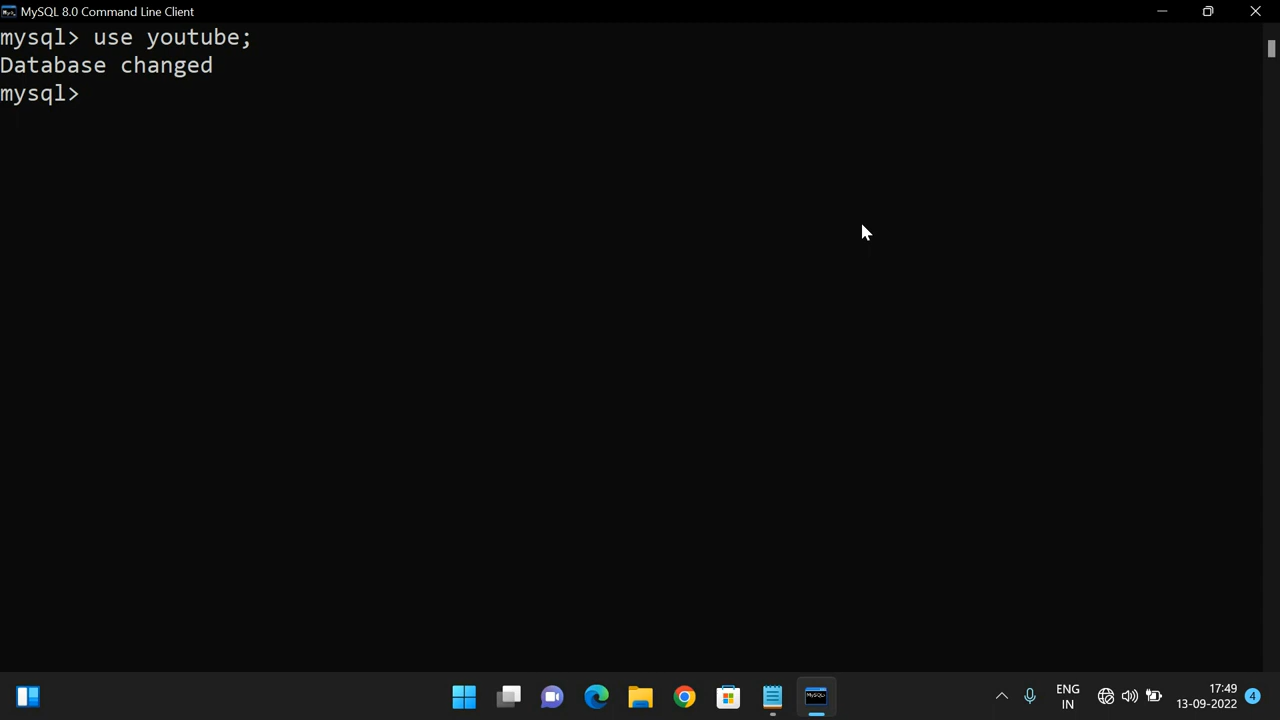 MySQL 8.0 Command Line Client
mysql> use youtube;
Database changed
mysql>
ENG
IN
17:49
13-09-2022
4